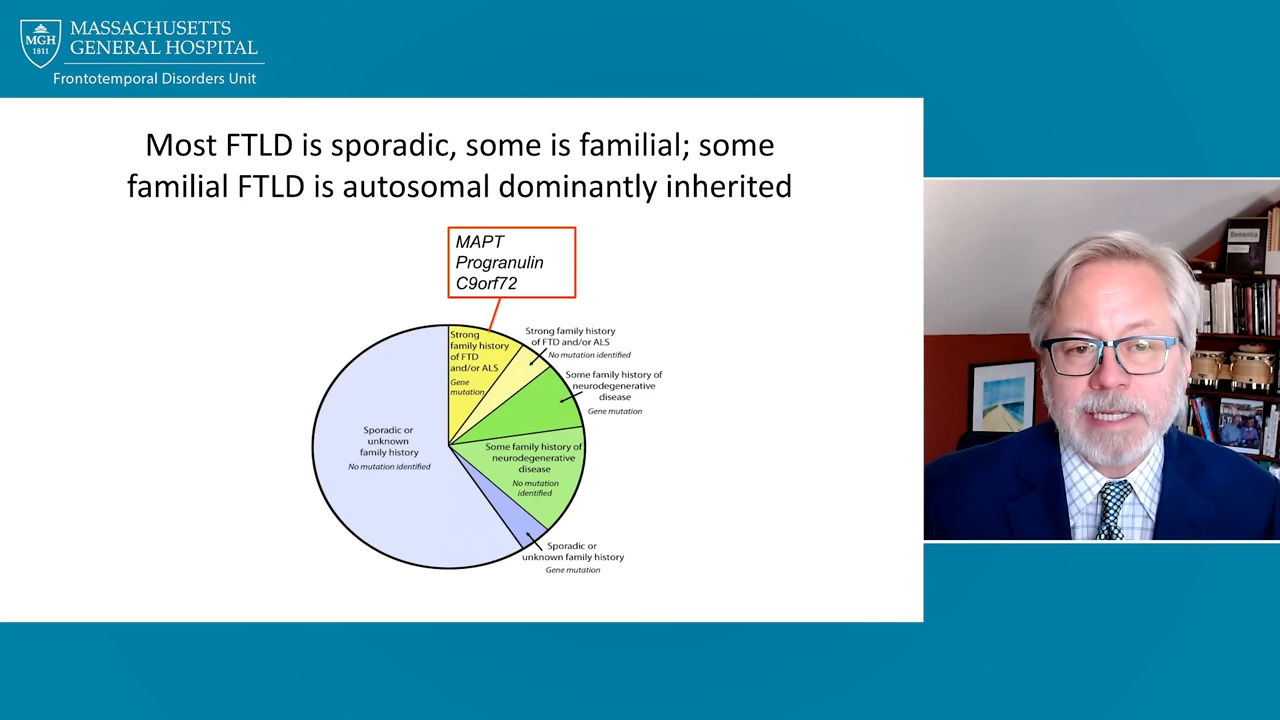 MASSACHUSETTS
GENERAL HOSPITAL
MGH
1811
Frontotemporal Disorders Unit
Most FTLD is sporadic, some is familial; some
familial FTLD is autosomal dominantly inherited
MAPT
Progranulin
C9orf72
Strong
family history
of FTD
and/or ALS
Gene
mutation
Strong family history
of FTD and/or ALS
No mutation identified
Some family history of
neurodegenerative
disease
Gene mutation
Sporadic or
unknown
family history
No mutation identified
Some family history of
neurodegenerative
disease
No mutation
identified
Sporadic or
unknown family history
Gene mutation
Dementia